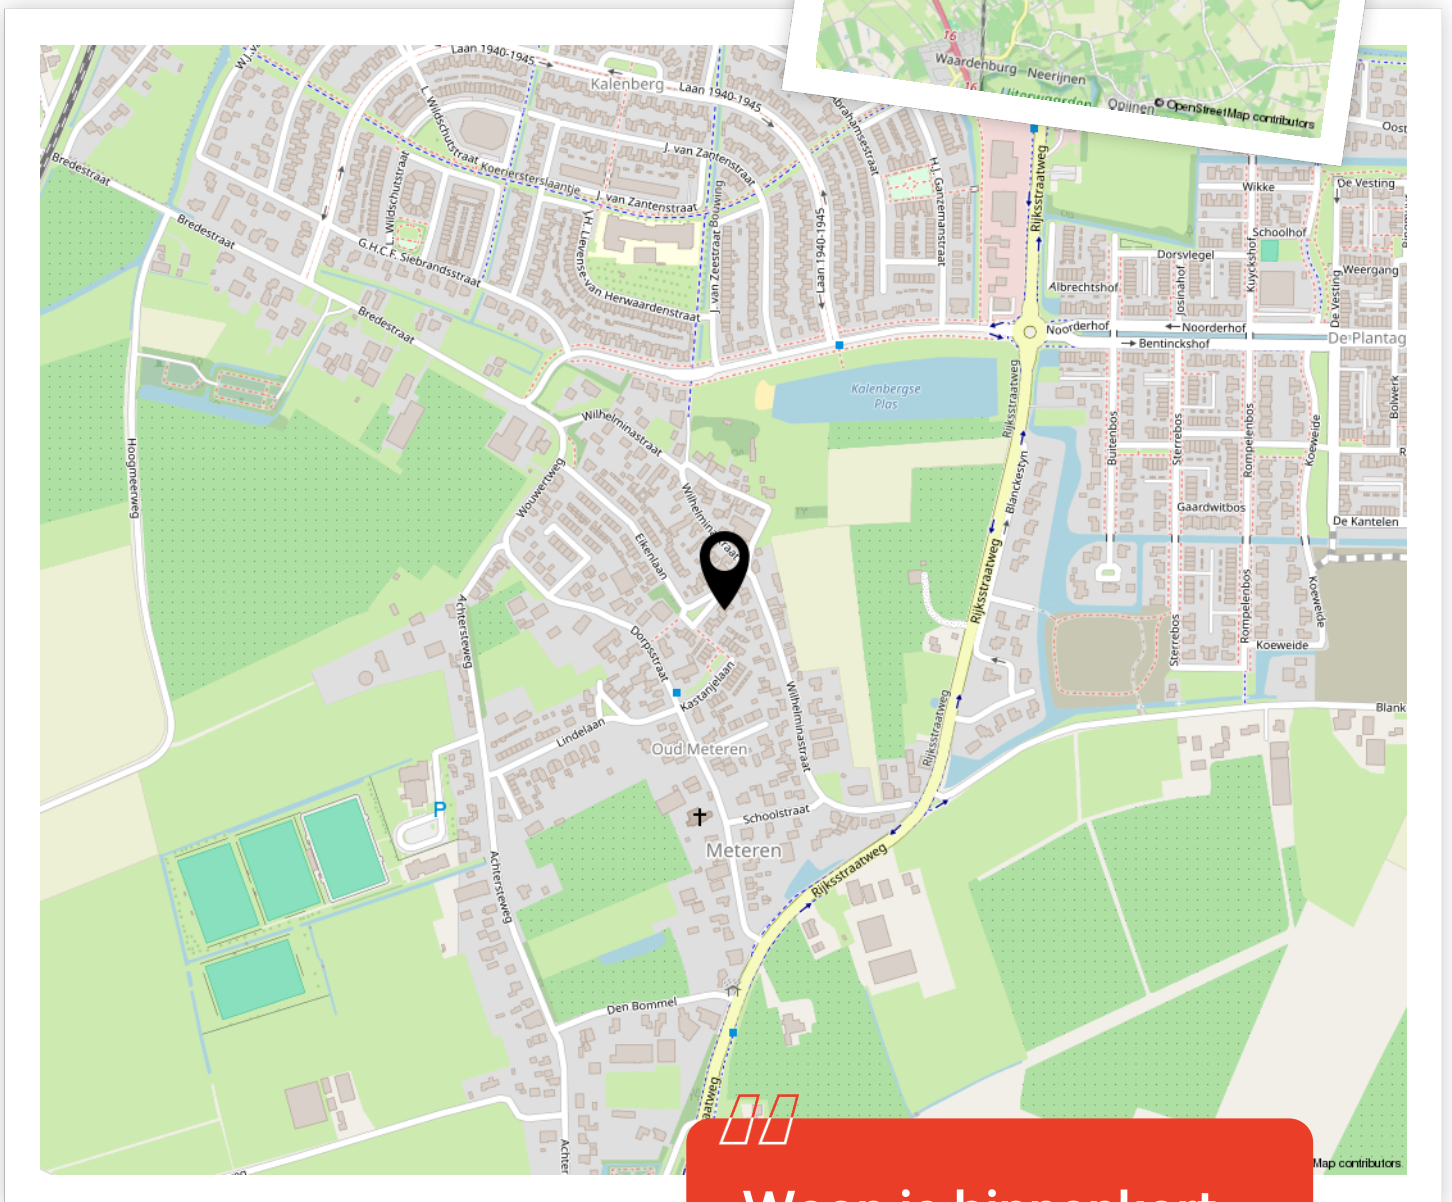 16
Waardenburg
Neerijnen
16
Opijnen
© OpenStreetMap contributors
Laan 1940-1945
Kalenberg
Laan 1940-1945
L. Wildschutstraat
Koeriersterslaantje
J. van Zantenstraat
J. van Zantenstraat
Bredestraat
Bredestraat
L. Wildschutstraat
G.H.C.F. Siebrandsstraat
J.H. Lievense-van Herwaardenstraat
J. van Zeestraat Bouwing
Laan 1940-1945
H.J. Ganzemanstraat
Rijksstraatweg
Oost
Wikke
De Vesting
Schoolhof
Dorsvlegel
Weergang
Albrechtshof
Josinahof
Kuyckshof
De Vesting
Bredestraat
Noorderhof
Noorderhof
Bentinckshof
De Plantag
Kalenbergse
Plas
Rijksstraatweg
Bolwerk
Wilhelminastraat
Hoogmeerweg
Wouwertweg
Buitenbos
Sterrebos
Rompelenbos
Koeweide
Blanckestyn
Wilhelminastraat
Gaardwitbos
De Kantelen
Eikenlaan
Rijksstraatweg
Achtersteweg
Dorpsstraat
Sterrebos
Rompelenbos
Koeweide
Koeweide
Kastanjelaan
Wilhelminastraat
Rijksstraatweg
Blank
Lindelaan
Oud Meteren
P
Schoolstraat
Meteren
Rijksstraatweg
Achtersteweg
Den Bommel
aatweg
Achter
Map contributors